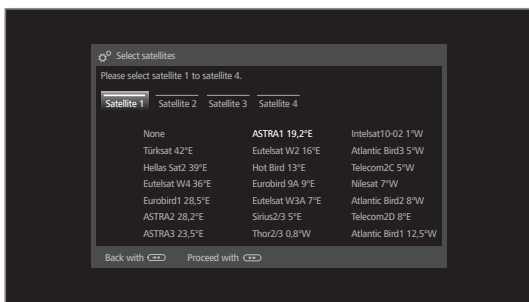 Select satellites
Please select satellite 1 to satellite 4.
Satellite 1 Satellite 2 Satellite 3 Satellite 4
None ASTRA1 19,2°E Intelsat10-02 1°W
Türksat 42°E Eutelsat W2 16°E Atlantic Bird3 5°W
Hellas Sat2 39°E Hot Bird 13°E Telecom2C 5°W
Eutelsat W4 36°E Eurobird 9A 9°E Nilesat 7°W
Eurobird1 28,5°E Eutelsat W3A 7°E Atlantic Bird2 8°W
ASTRA2 28,2°E Sirius2/3 5°E Telecom2D 8°E
ASTRA3 23,5°E Thor2/3 0,8°W Atlantic Bird1 12,5°W
Back with Proceed with